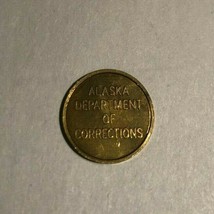 ALASKA
DEPARTMENT
OF
CORRECTIONS